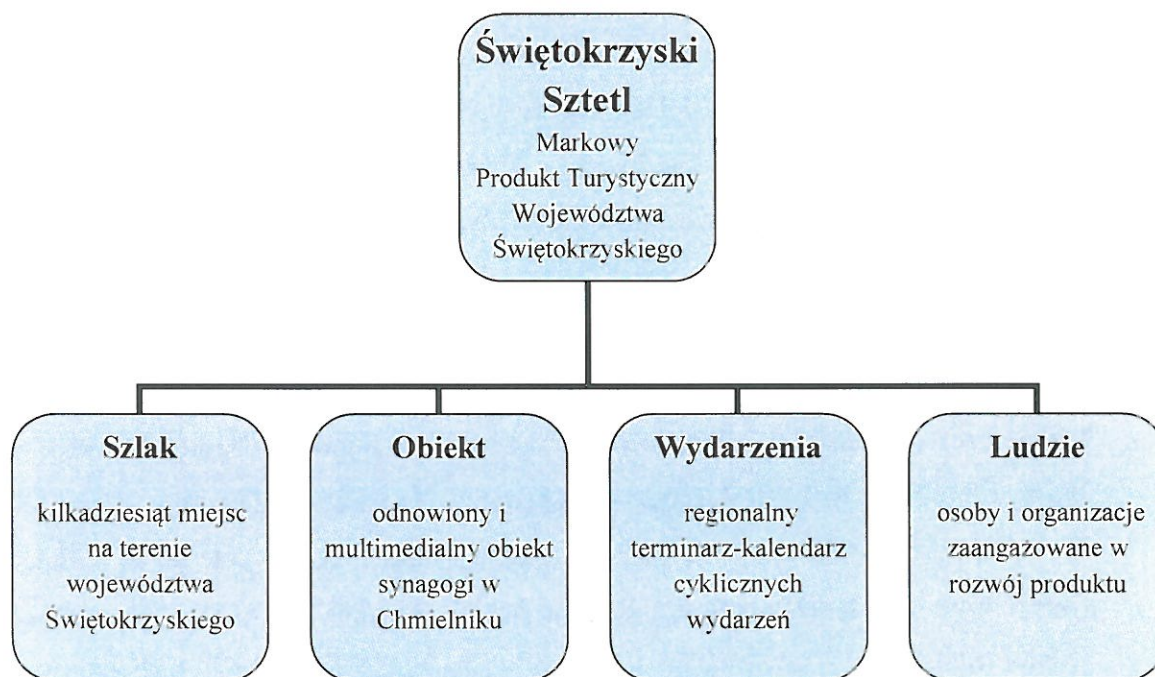 Świętokrzyski
Sztetl
Markowy
Produkt Turystyczny
Województwa
Świętokrzyskiego
Szlak
kilkadziesiąt miejsc
na terenie
województwa
Świętokrzyskiego
Obiekt
odnowiony i
multimedialny obiekt
synagogi w
Chmielniku
Wydarzenia
regionalny
terminarz-kalendarz
cyklicznych
wydarzeń
Ludzie
osoby i organizacje
zaangażowane w
rozwój produktu